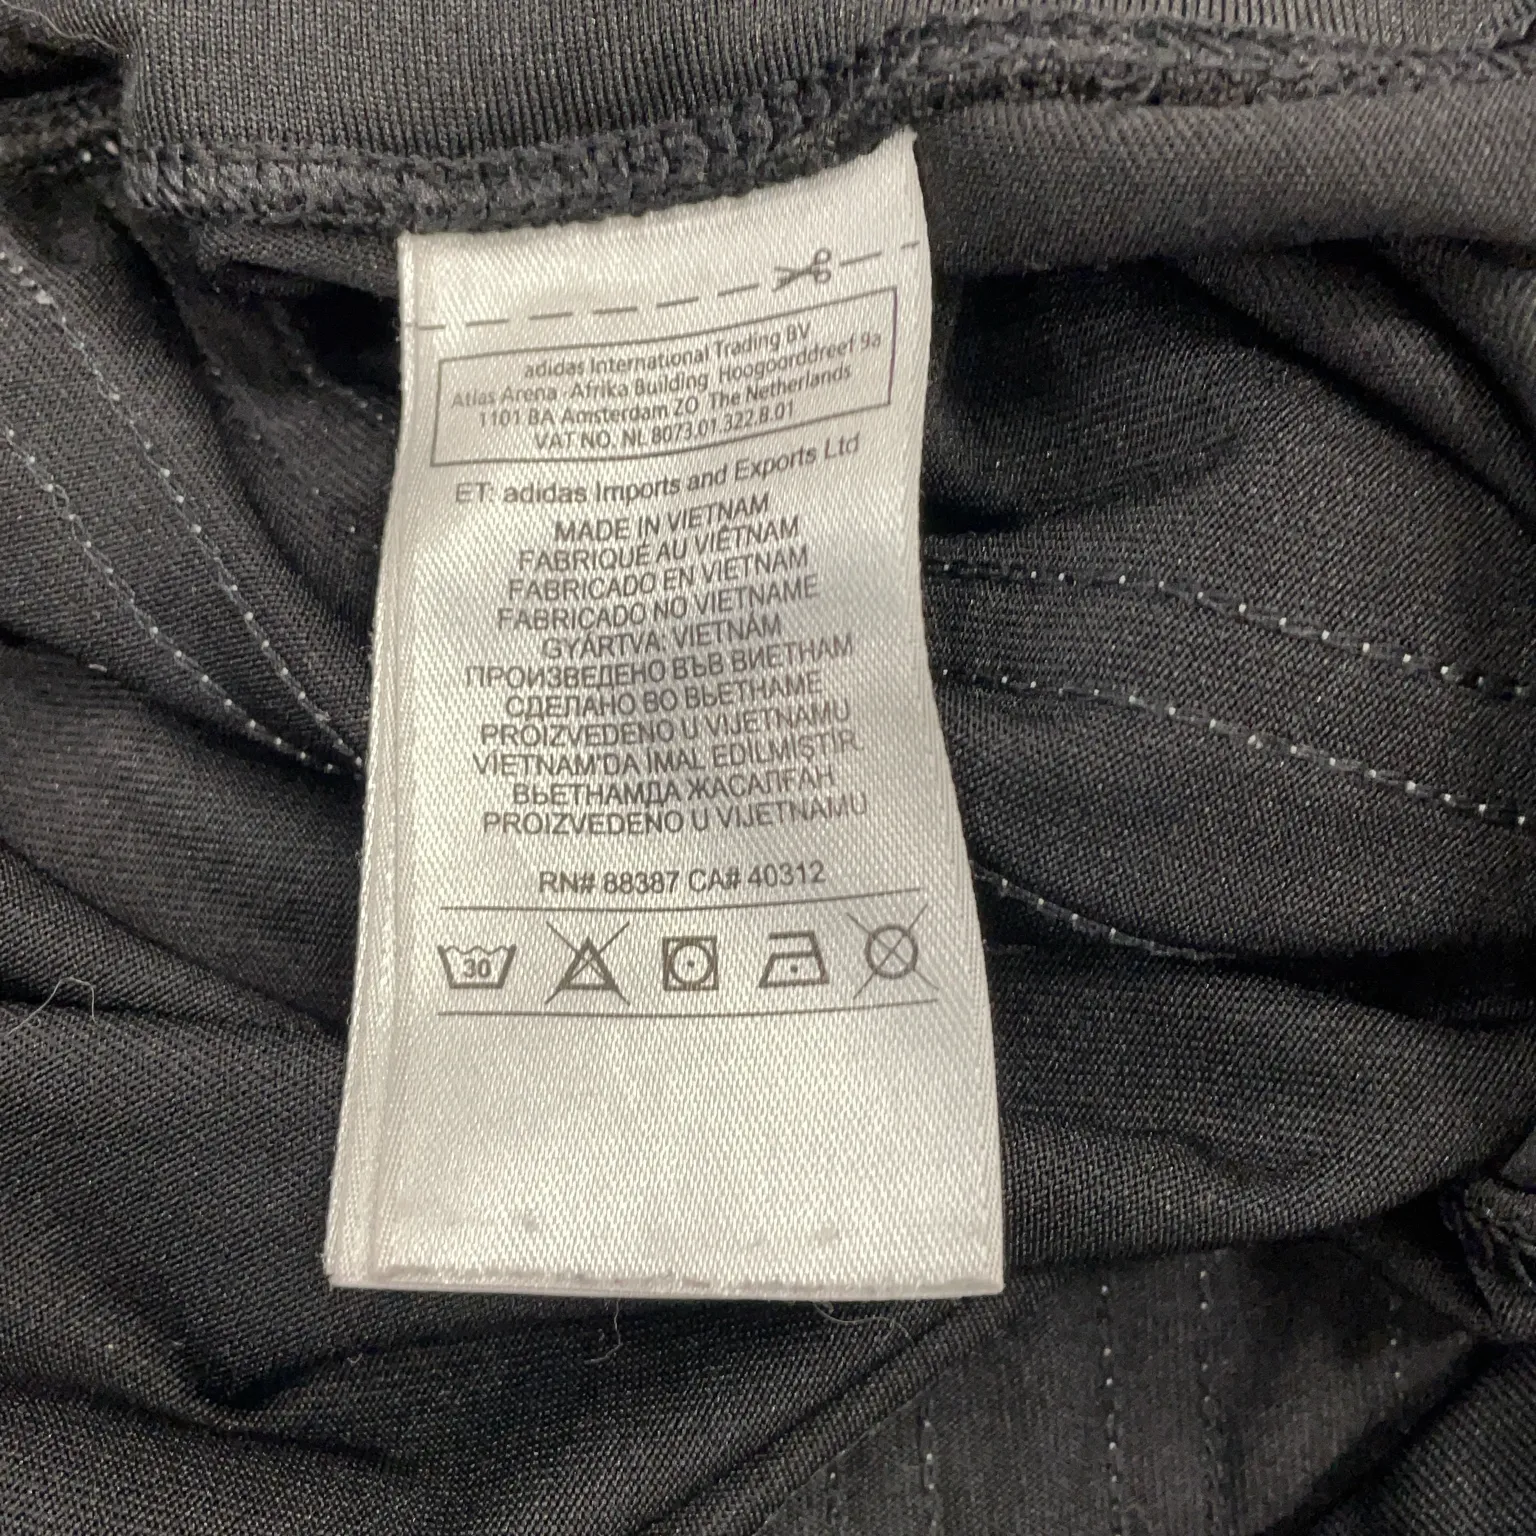 adidas International Trading BV
Atlas Arena Afrika Building Hoogoorddreef 9a
1101 BA Amsterdam ZO The Netherlands
VAT NO. NL 8073.01.322.B.01
ET: adidas Imports and Exports Ltd
MADE IN VIETNAM
FABRIQUÉ AU VIETNAM
FABRICADO EN VIETNAM
FABRICADO NO VIETNAME
GYÁRTVA: VIETNÁM
ПРОИЗВЕДЕНО ВЪВ ВИЕТНАМ
СДЕЛАНО ВО ВЬЕТНАМЕ
PROIZVEDENO U VIJETNAMU
VIETNAM'DA IMAL EDİLMİŞTİR
ВЬЕТНАМДА ЖАСАЛҒАН
PROIZVEDENO U VIJETNAMU
RN# 88387 CA# 40312
30